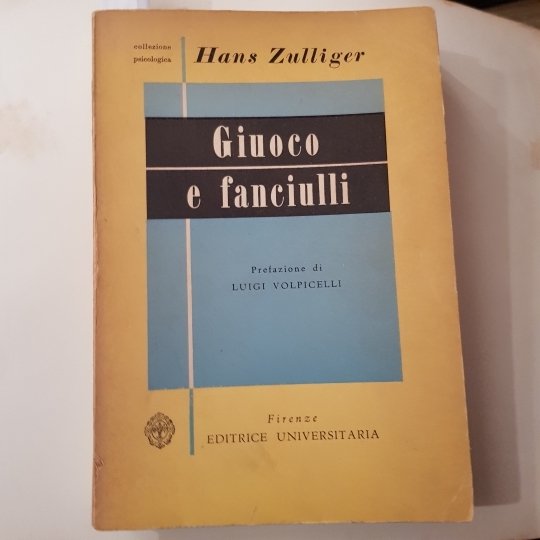 collezione
psicologica
Hans Zulliger
Giuoco
e fanciulli
Prefazione di
LUIGI VOLPICELLI
Firenze
EDITRICE UNIVERSITARIA